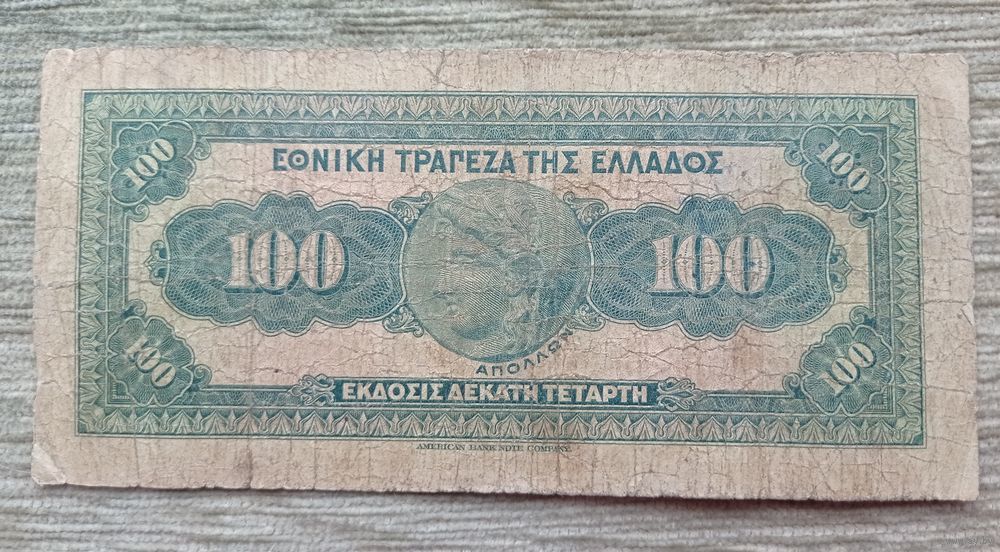 100 100
ΕΘΝΙΚΗ ΤΡΑΠΕΖΑ ΤΗΣ ΕΛΛΑΔΟΣ
100 100
ΑΠΟΛΛΩΝ
100 100
ΕΚΔΟΣΙΣ ΔΕΚΑΤΗ ΤΕΤΑΡΤΗ
AMERICAN BANK NOTE COMPANY.